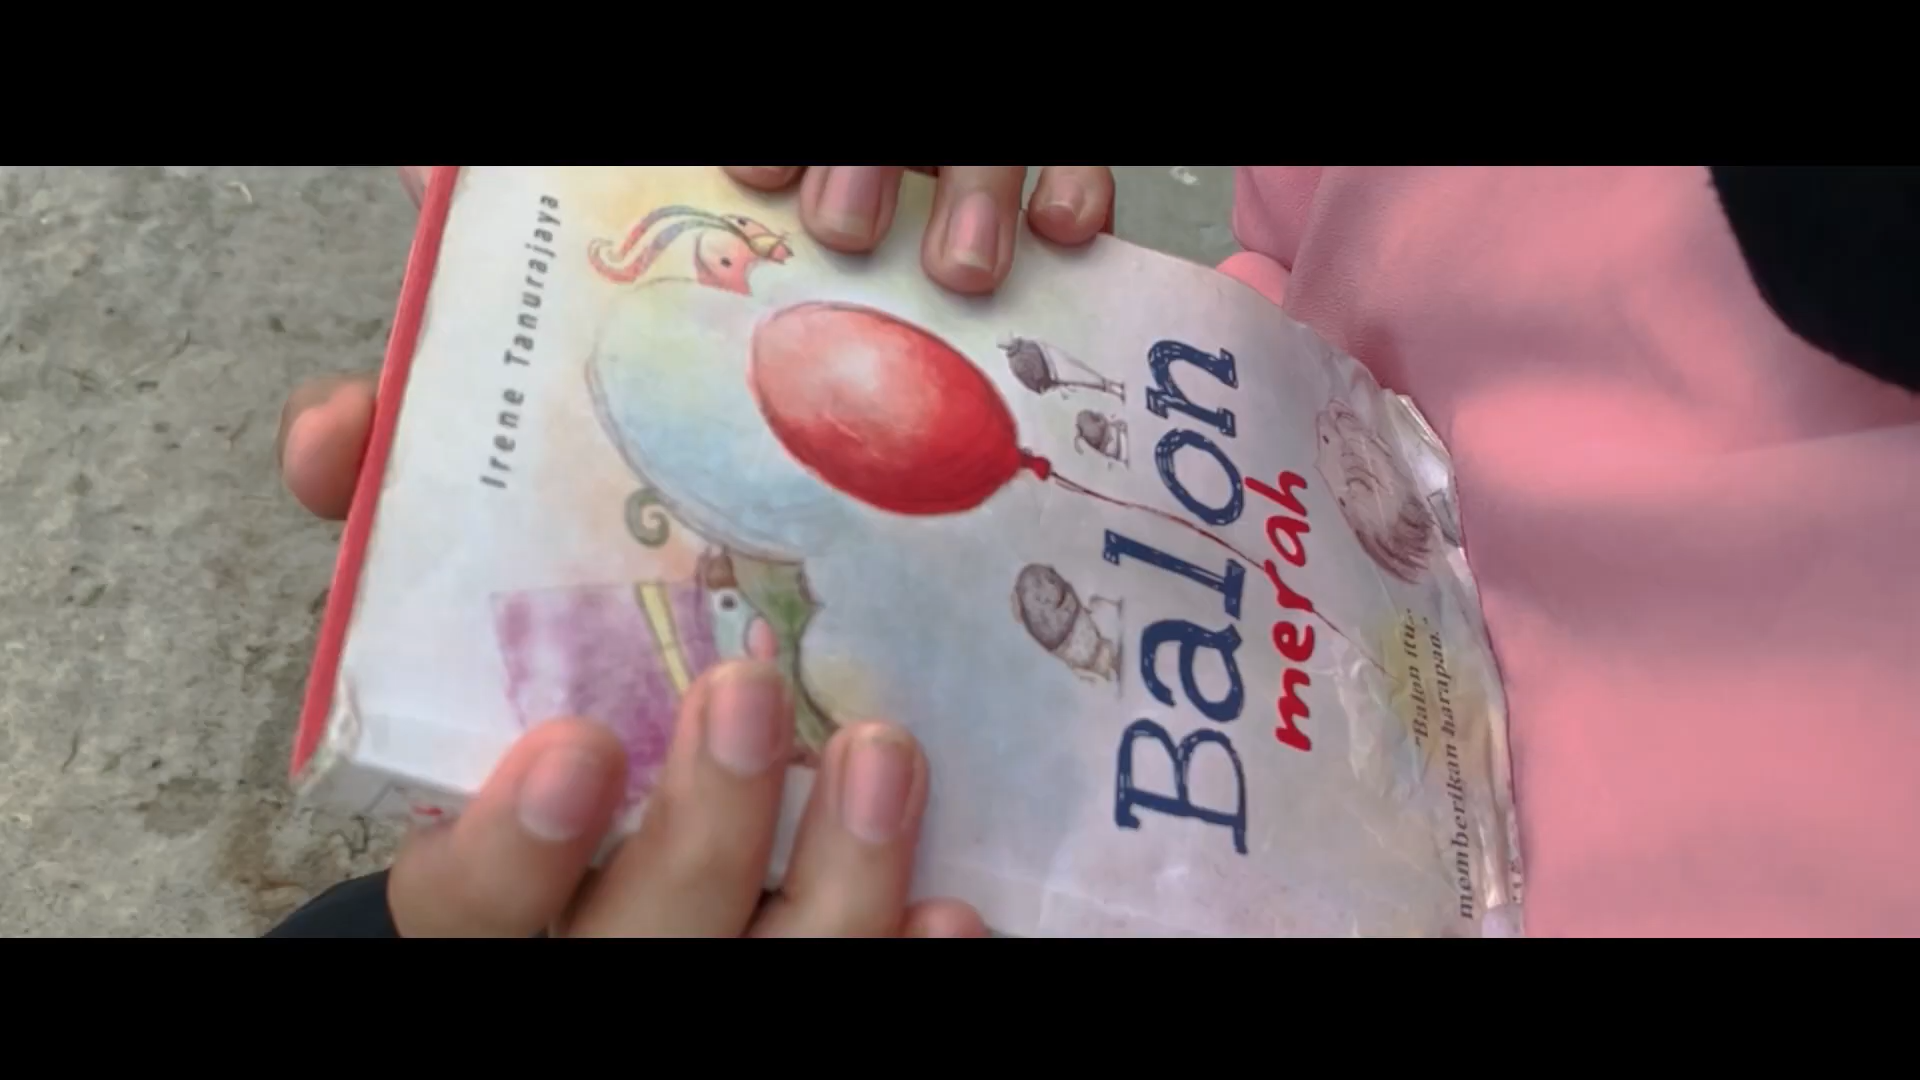 Irene Tanurajaya
Balon
merah
"Balon itu..
memberikan harapan."